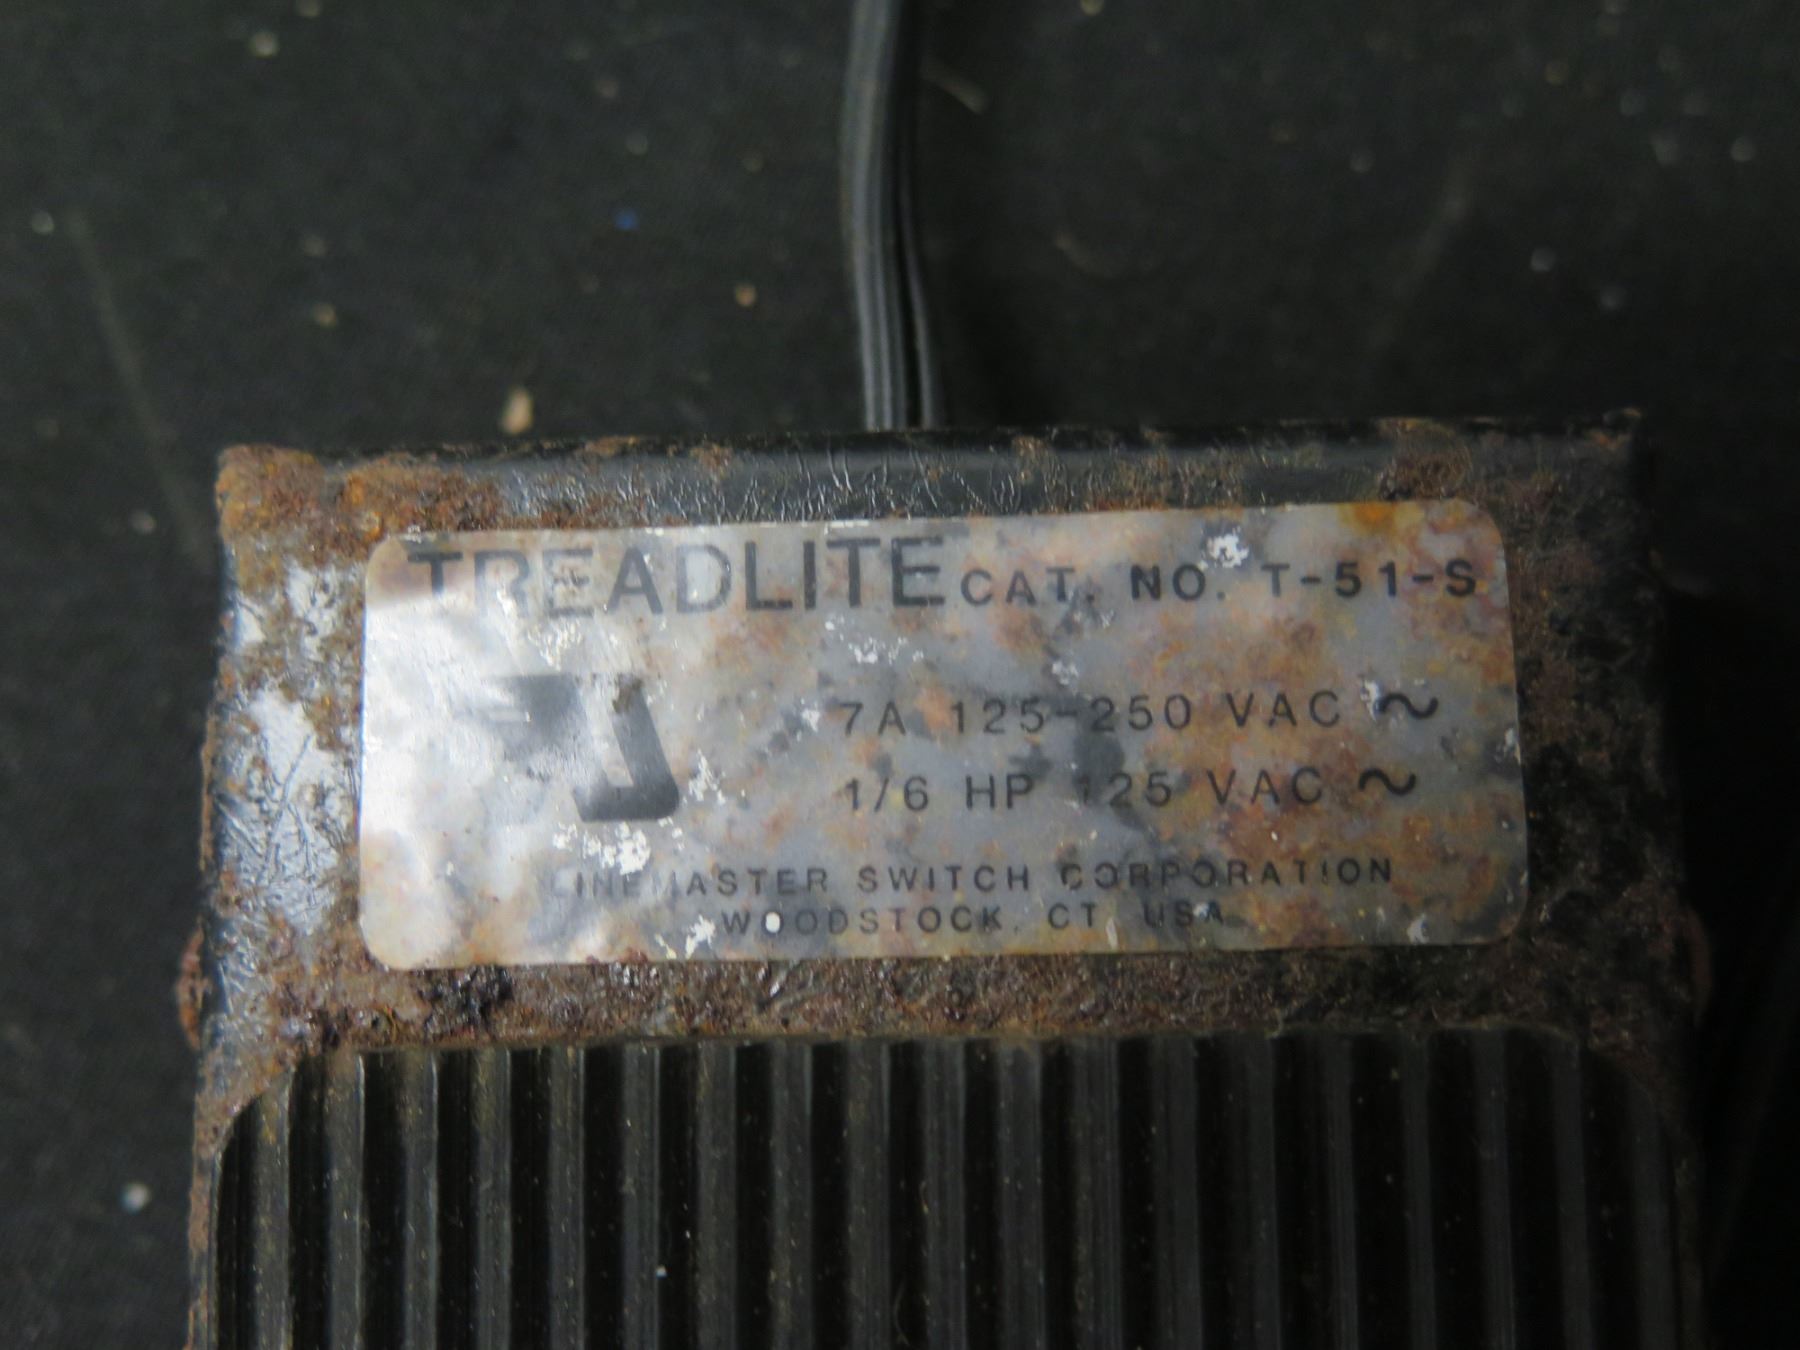 TREADLITE CAT. NO. T-51-S
7A 125-250 VAC ~
1/6 HP 125 VAC ~
LINEMASTER SWITCH CORPORATION
WOODSTOCK, CT USA